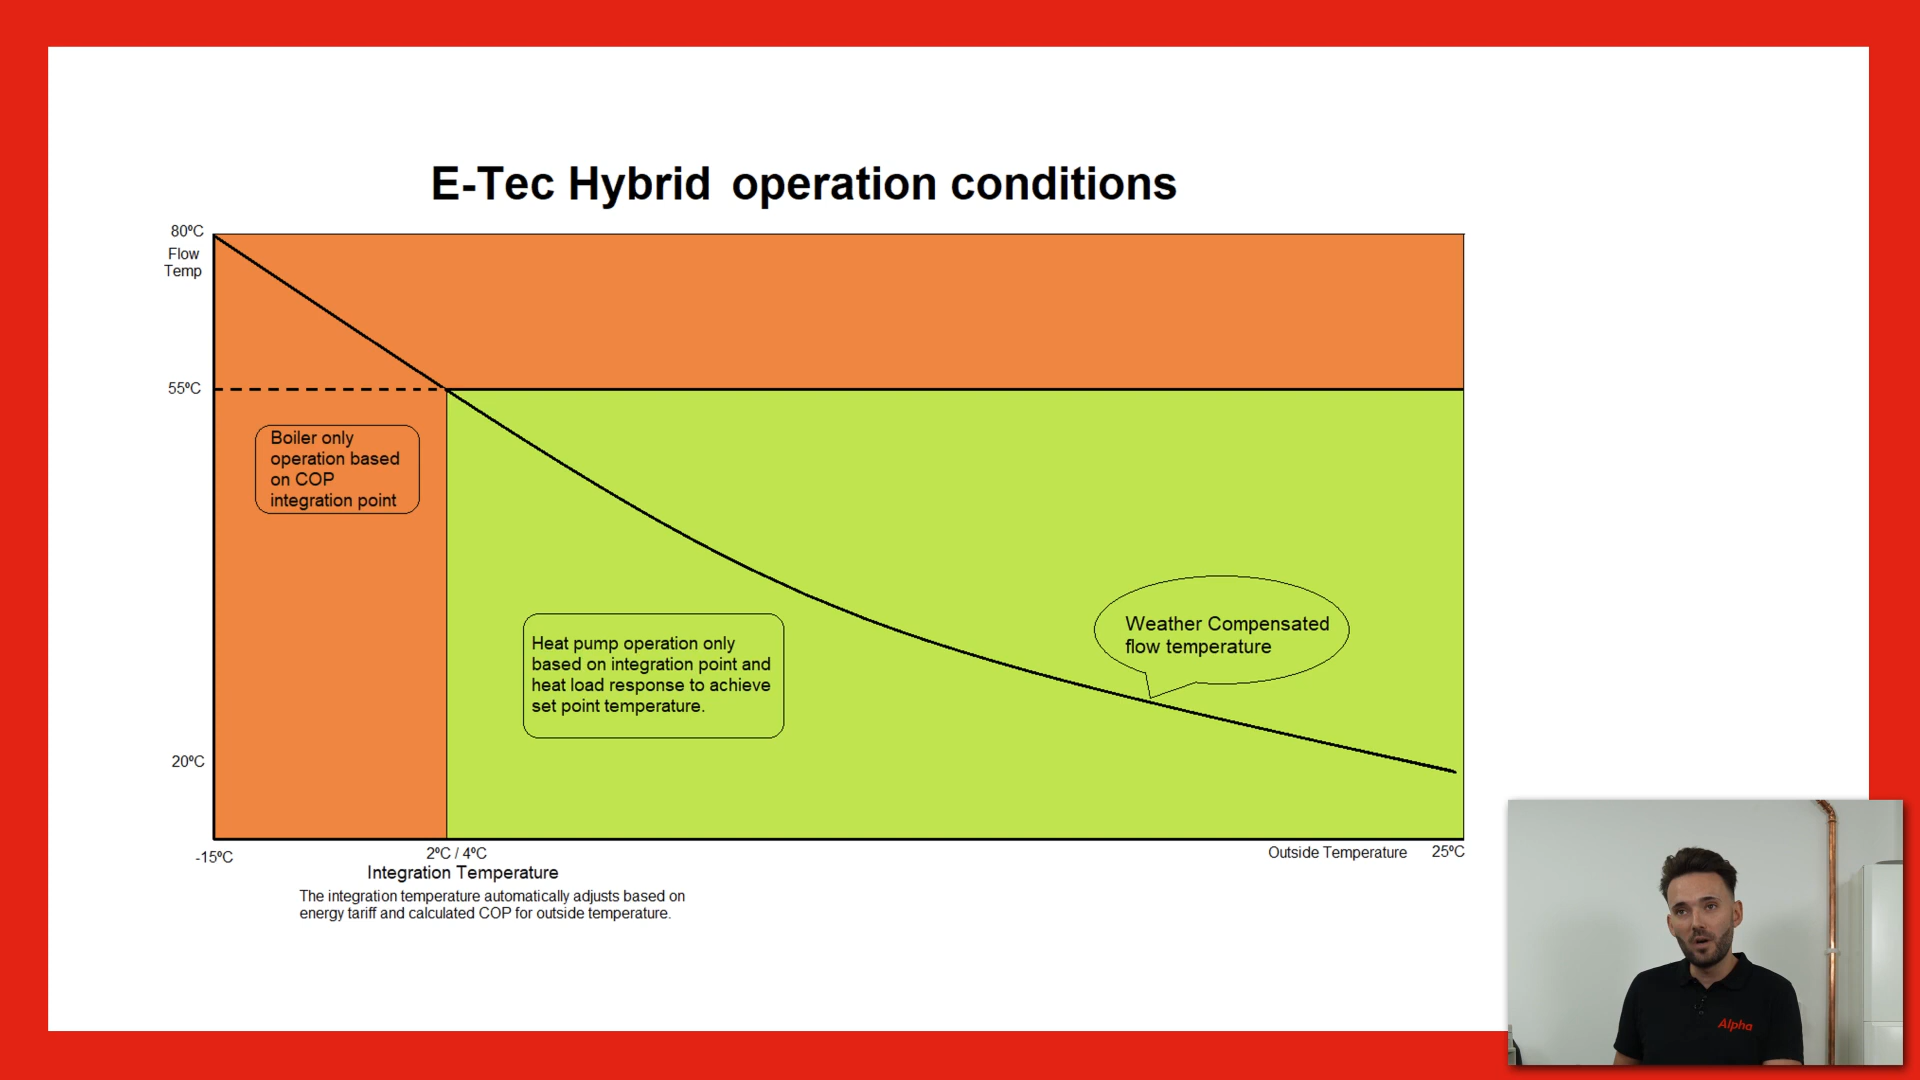 E-Tec Hybrid operation conditions
80ºC
Flow
Temp
55ºC
Boiler only
operation based
on COP
integration point
Weather Compensated
flow temperature
Heat pump operation only
based on integration point and
heat load response to achieve
set point temperature.
20ºC
-15ºC
2ºC / 4ºC
Outside Temperature
25ºC
Integration Temperature
The integration temperature automatically adjusts based on
energy tariff and calculated COP for outside temperature.
Alpha